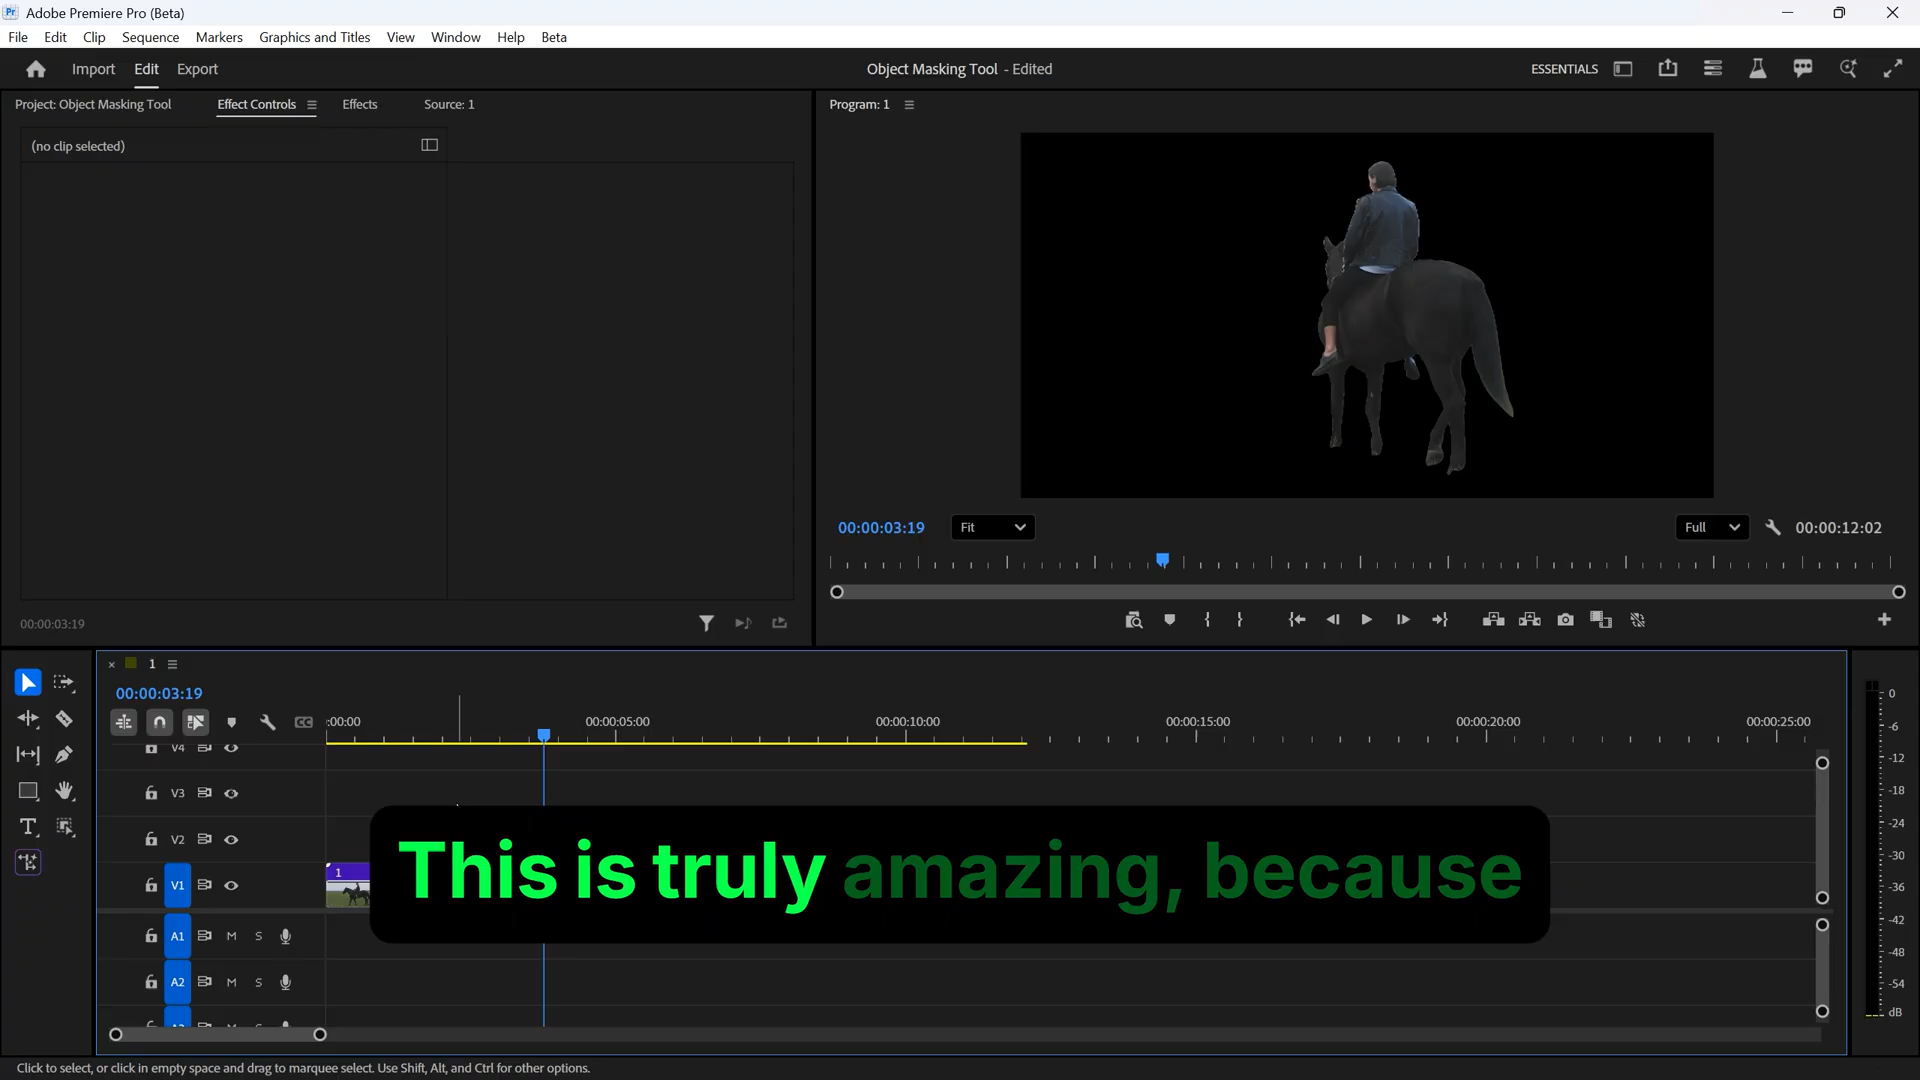 Pr Adobe Premiere Pro (Beta)
File Edit Clip Sequence Markers Graphics and Titles View Window Help Beta
Import Edit Export
Object Masking Tool - Edited
ESSENTIALS
Project: Object Masking Tool Effect Controls Effects Source: 1
Program: 1
(no clip selected)
00:00:03:19 Fit Full 00:00:12:02
00:00:03:19
1
00:00:03:19
:00:00 00:00:05:00 00:00:10:00 00:00:15:00 00:00:20:00 00:00:25:00
CC
V4
V3
V2
V1
1
This is truly amazing, because
A1 M S
A2 M S
0
-6
-12
-18
-24
-30
-36
-42
-48
-54
dB
Click to select, or click in empty space and drag to marquee select. Use Shift, Alt, and Ctrl for other options.